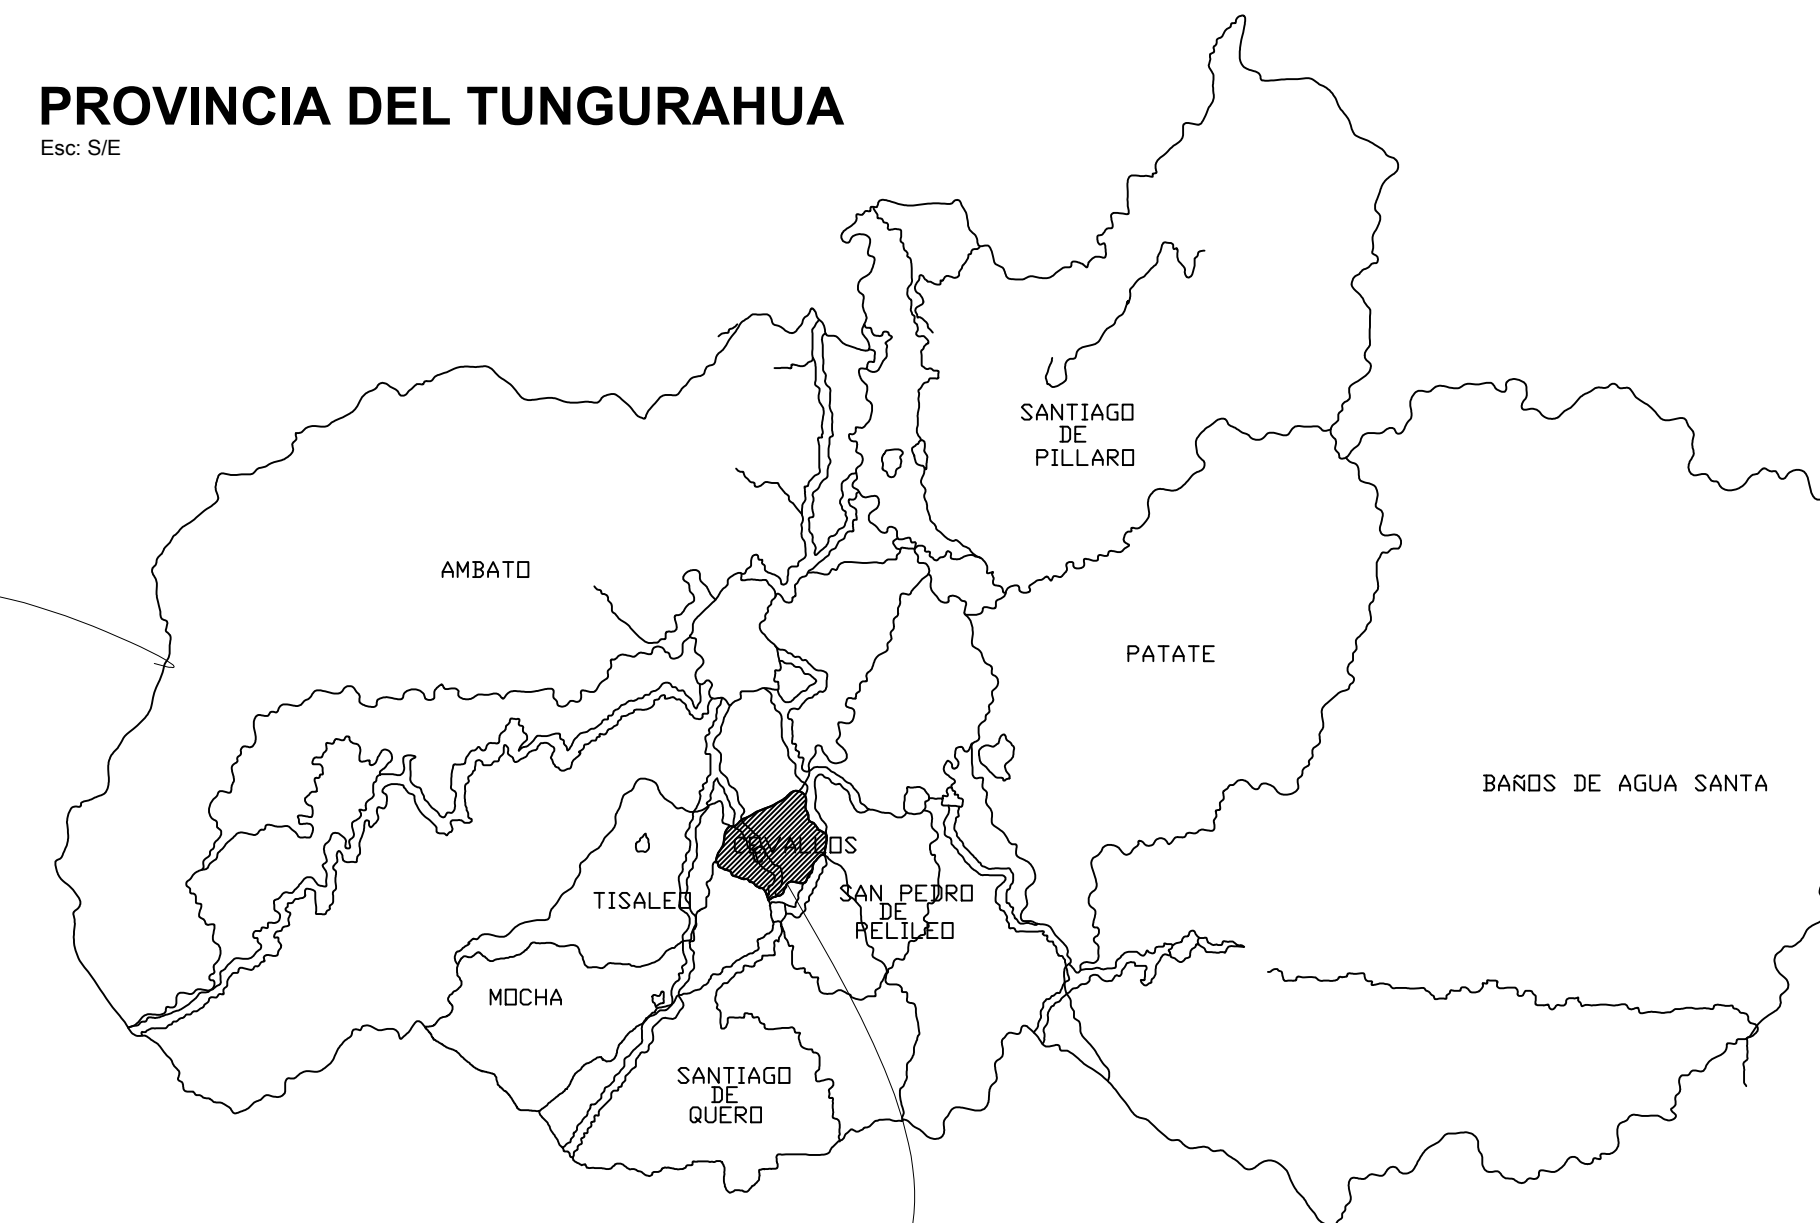 PROVINCIA DEL TUNGURAHUA
Esc: S/E
SANTIAGO
DE
PILLARO
AMBATO
PATATE
BAÑOS DE AGUA SANTA
CEVALLOS
TISALEO
SAN PEDRO
DE
PELILEO
MOCHA
SANTIAGO
DE
QUERO